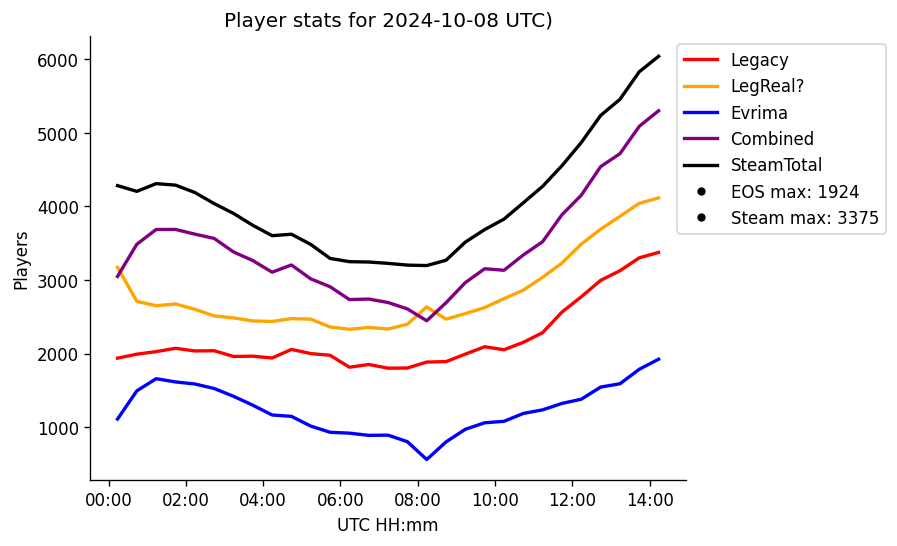 Player stats for 2024-10-08 UTC)
6000
5000
4000
3000
2000
1000
Players
00:00 02:00 04:00 06:00 08:00 10:00 12:00 14:00
UTC HH:mm
Legacy
LegReal?
Evrima
Combined
SteamTotal
EOS max: 1924
Steam max: 3375